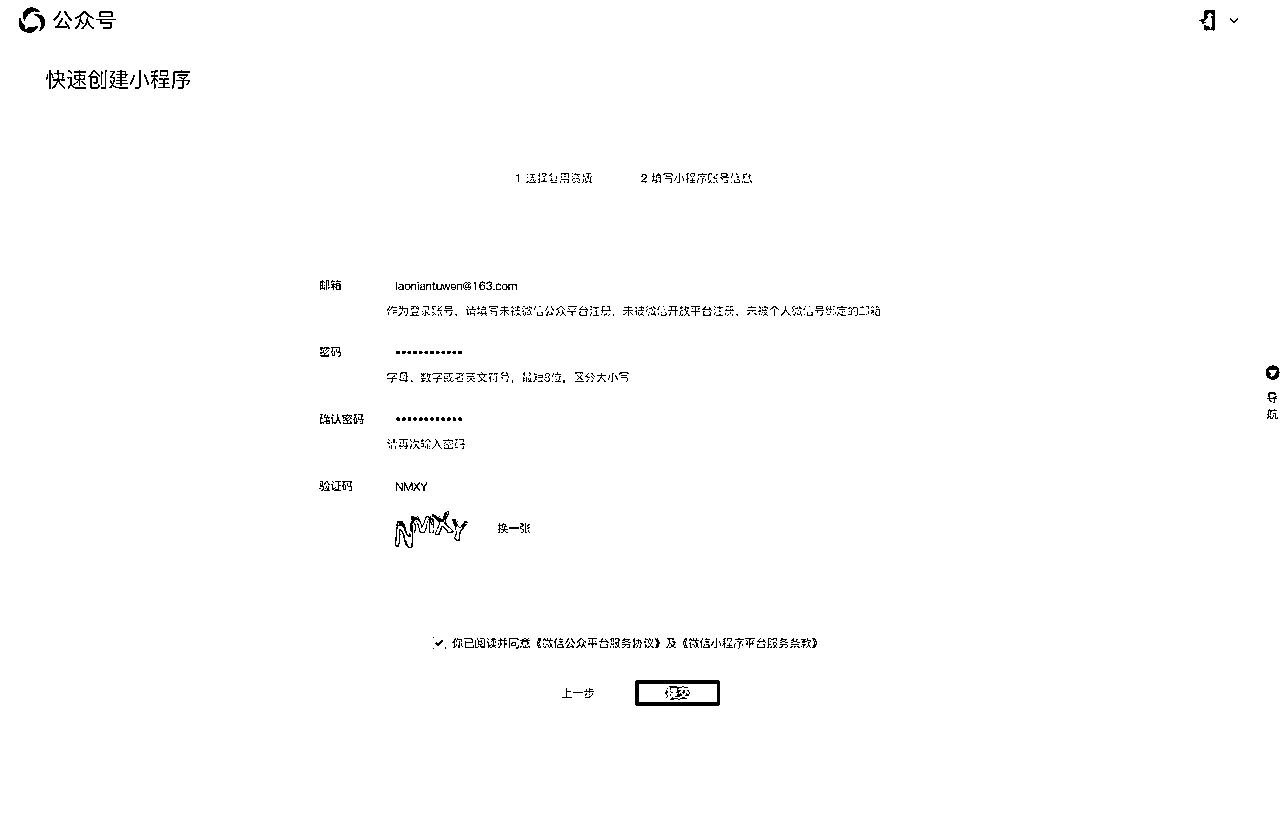 公众号
快速创建小程序
1 选择复用资质 2 填写小程序账号信息
邮箱 laoniantuwen@163.com
作为登录账号，请填写未被微信公众平台注册，未被微信开放平台注册，未被个人微信号绑定的邮箱
密码 ••••••••••••
字母、数字或者英文符号，最短8位，区分大小写
确认密码 ••••••••••••
请再次输入密码
验证码 NMXY
NMXY 换一张
导航
你已阅读并同意《微信公众平台服务协议》及《微信小程序平台服务条款》
上一步 提交